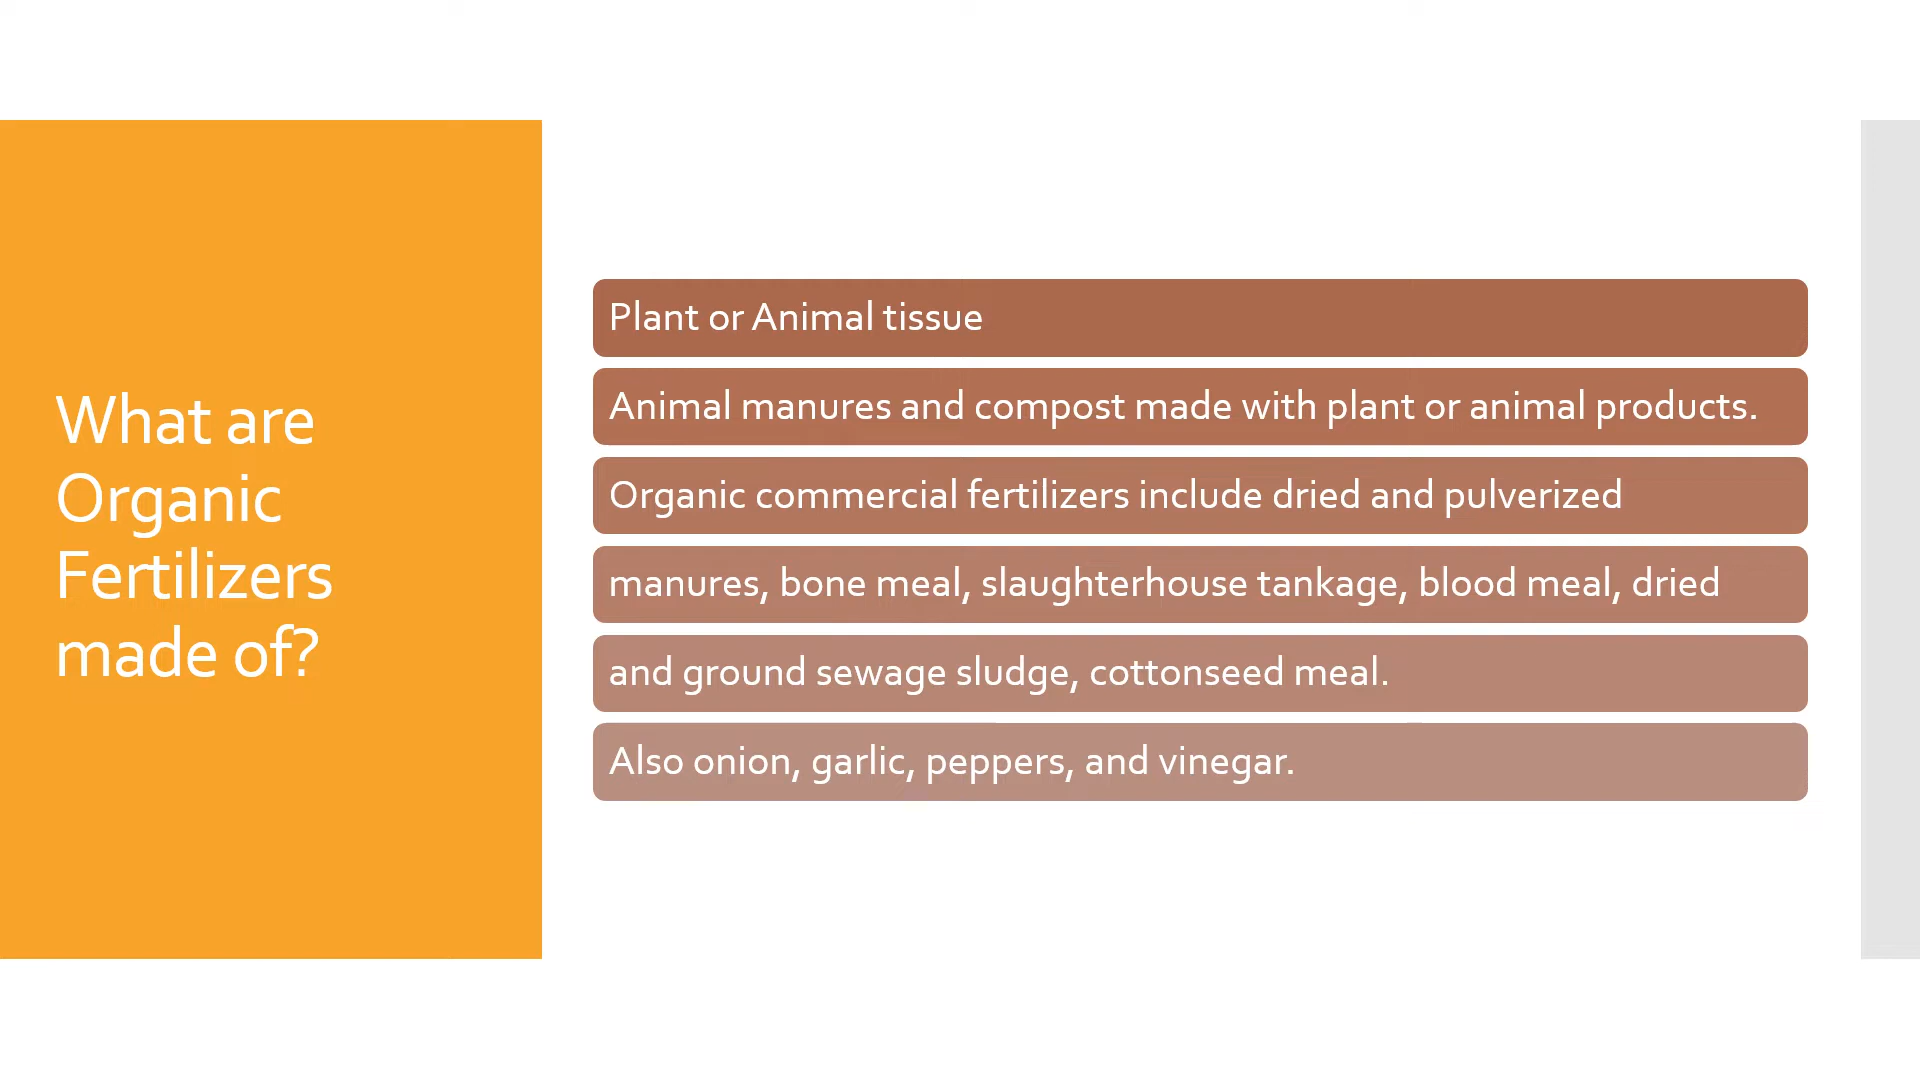 What are
Organic
Fertilizers
made of?
Plant or Animal tissue
Animal manures and compost made with plant or animal products.
Organic commercial fertilizers include dried and pulverized
manures, bone meal, slaughterhouse tankage, blood meal, dried
and ground sewage sludge, cottonseed meal.
Also onion, garlic, peppers, and vinegar.